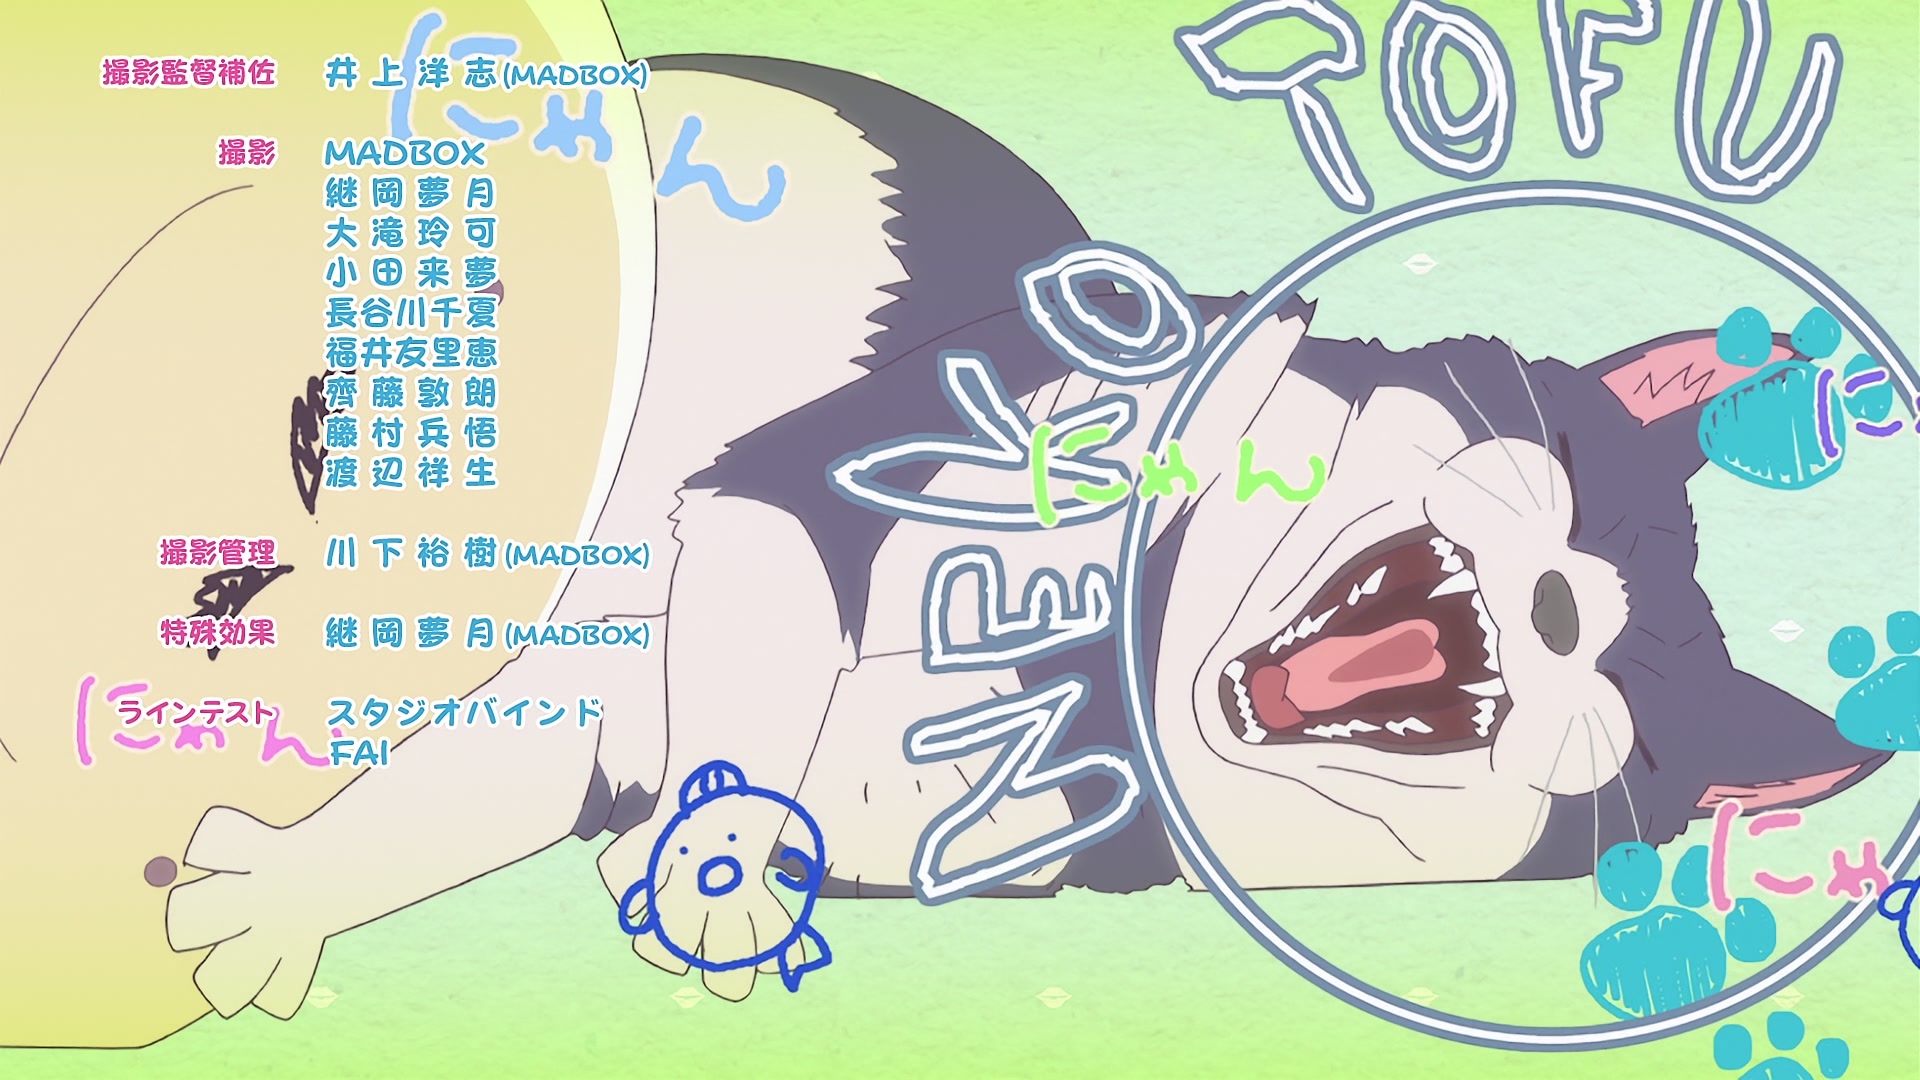 撮影監督補佐 井上洋志(MADBOX)
撮影 MADBOX
継岡夢月
大滝玲可
小田来夢
長谷川千夏
福井友里恵
齊藤敦朗
藤村兵悟
渡辺祥生
撮影管理 川下裕樹(MADBOX)
特殊効果 継岡夢月(MADBOX)
ラインテスト スタジオバインド
FAI
にゃん
TOFU
NEKO
にゃん
に
にゃん
にゃ